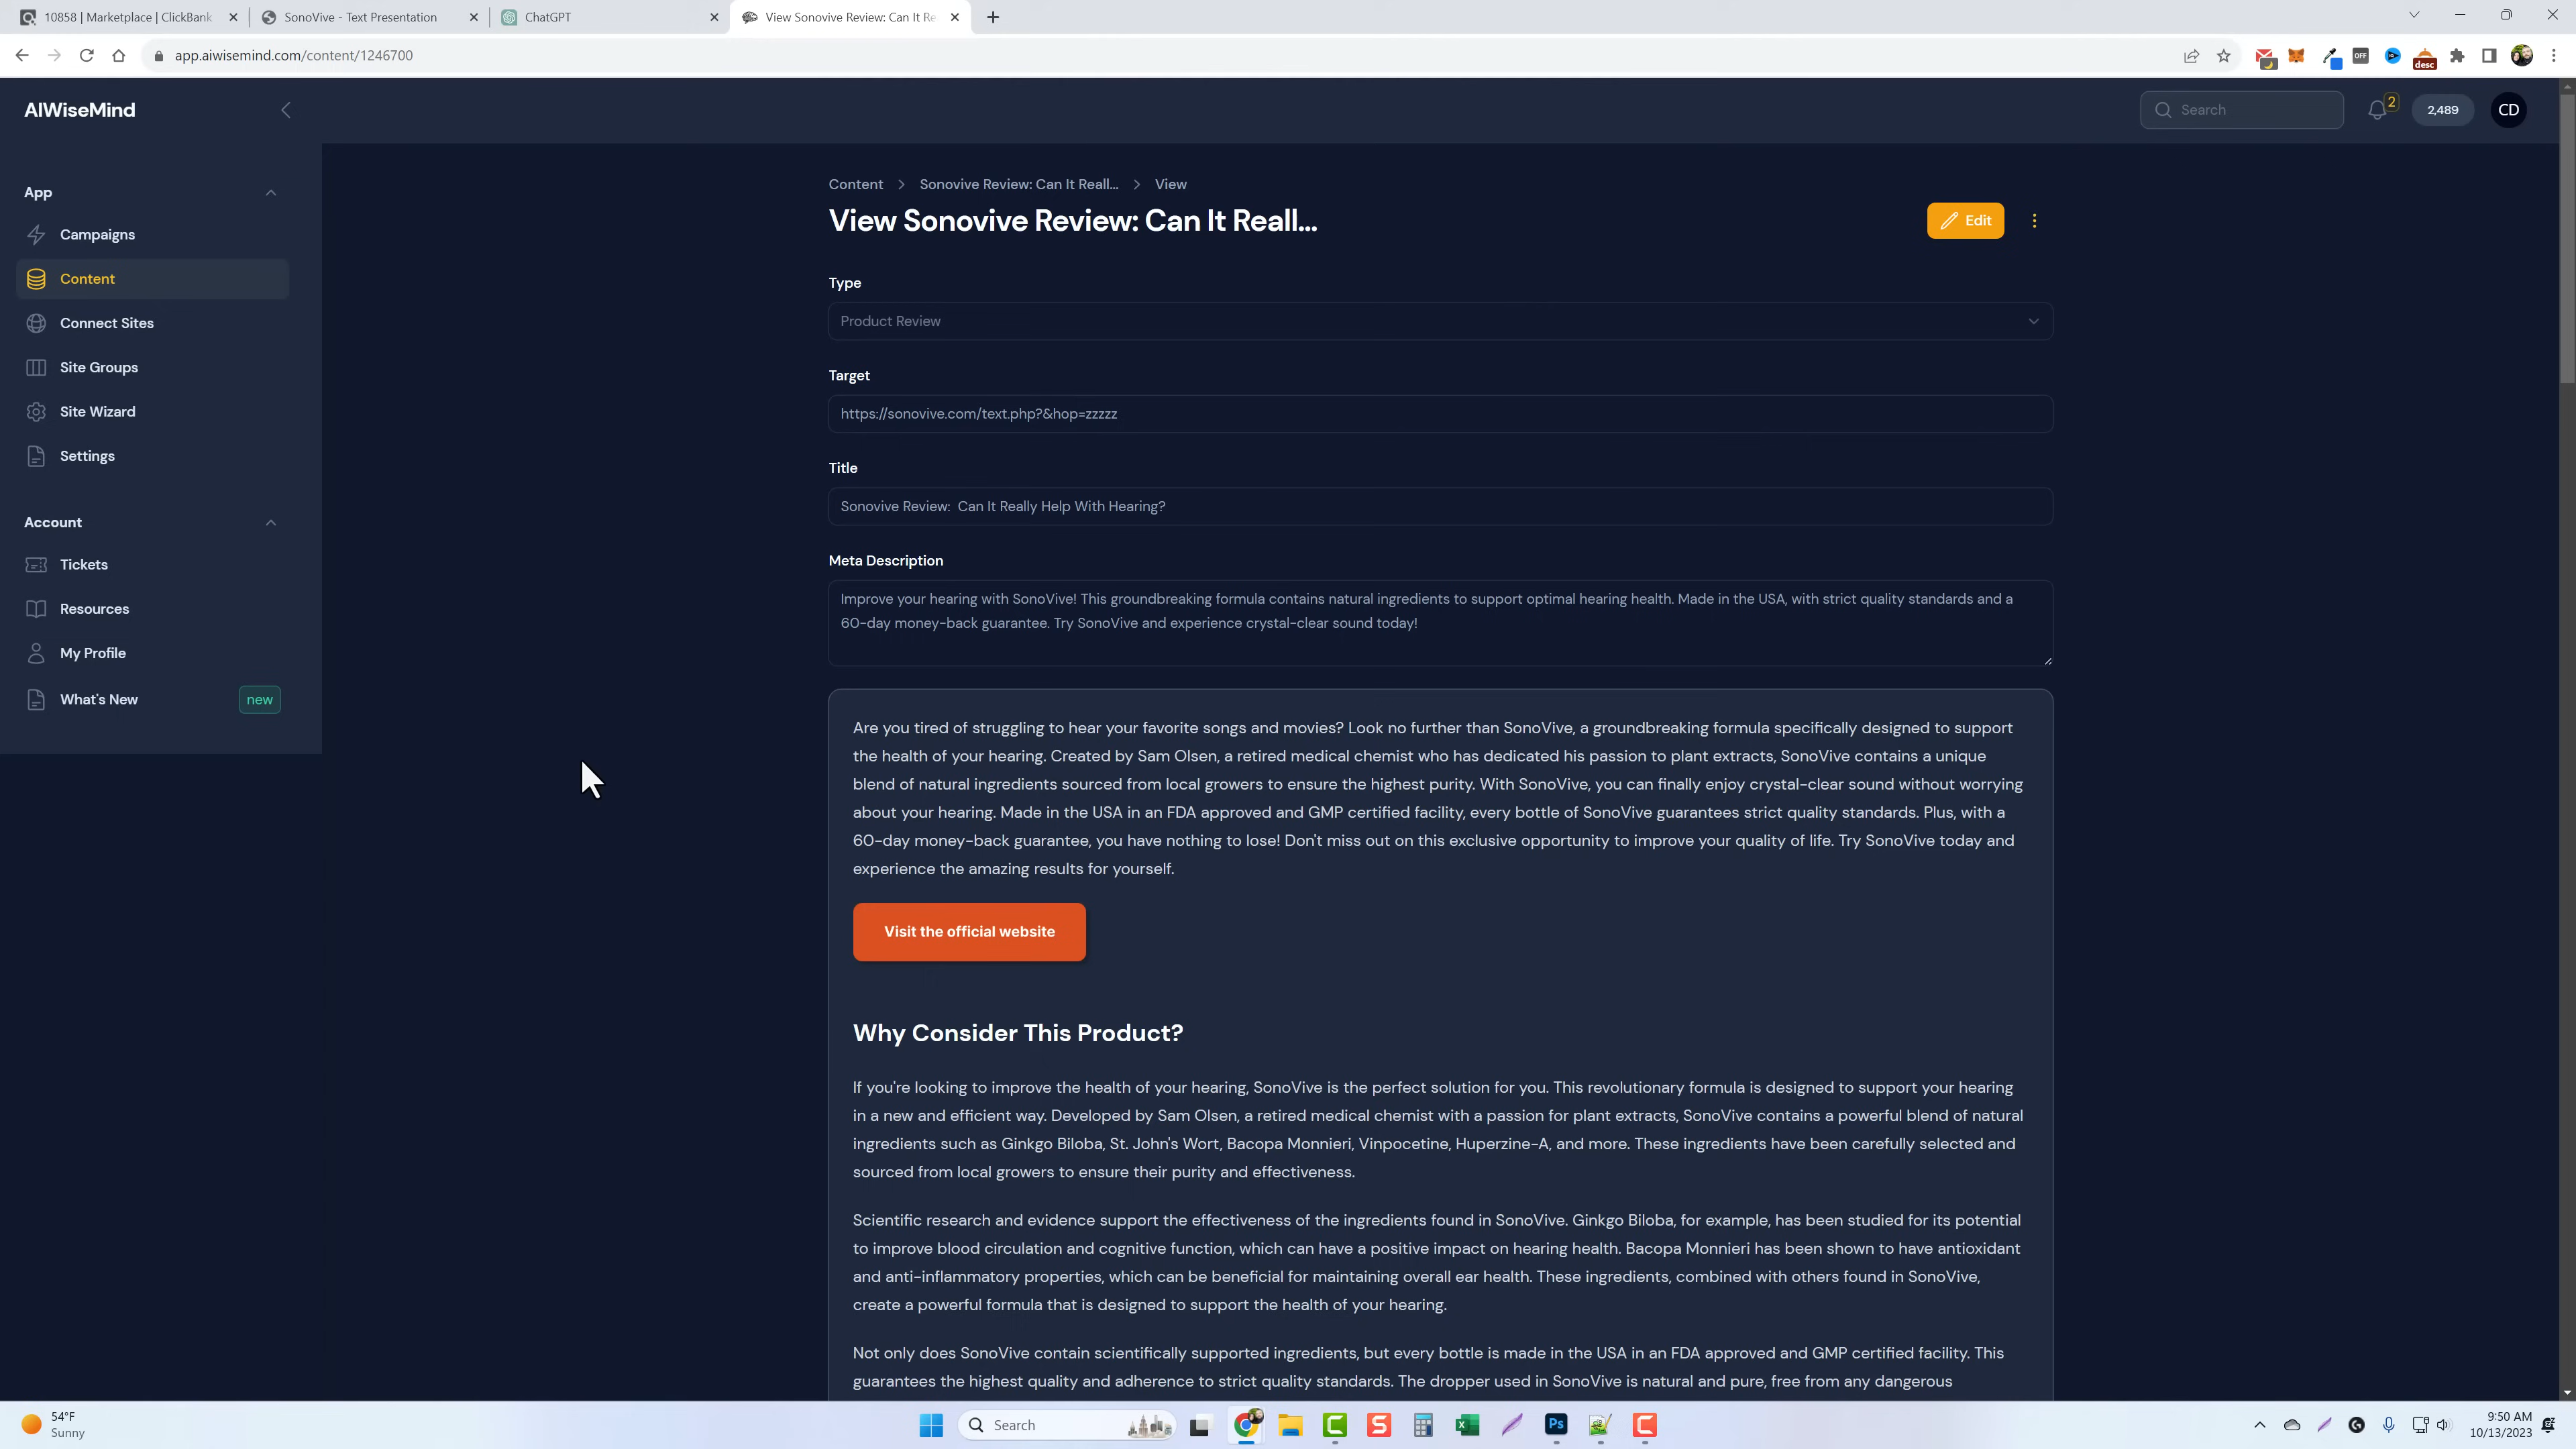 10858 | Marketplace | ClickBank
SonoVive - Text Presentation
ChatGPT
View Sonovive Review: Can It Re
app.aiwisemind.com/content/1246700
OFF
desc
AIWiseMind
Search
2
2,489
CD
App
Campaigns
Content
Connect Sites
Site Groups
Site Wizard
Settings
Account
Tickets
Resources
My Profile
What's New
new
Content > Sonovive Review: Can It Reall... > View
View Sonovive Review: Can It Reall...
Edit
Type
Product Review
Target
https://sonovive.com/text.php?&hop=zzzzz
Title
Sonovive Review: Can It Really Help With Hearing?
Meta Description
Improve your hearing with SonoVive! This groundbreaking formula contains natural ingredients to support optimal hearing health. Made in the USA, with strict quality standards and a
60-day money-back guarantee. Try SonoVive and experience crystal-clear sound today!
Are you tired of struggling to hear your favorite songs and movies? Look no further than SonoVive, a groundbreaking formula specifically designed to support
the health of your hearing. Created by Sam Olsen, a retired medical chemist who has dedicated his passion to plant extracts, SonoVive contains a unique
blend of natural ingredients sourced from local growers to ensure the highest purity. With SonoVive, you can finally enjoy crystal-clear sound without worrying
about your hearing. Made in the USA in an FDA approved and GMP certified facility, every bottle of SonoVive guarantees strict quality standards. Plus, with a
60-day money-back guarantee, you have nothing to lose! Don't miss out on this exclusive opportunity to improve your quality of life. Try SonoVive today and
experience the amazing results for yourself.
Visit the official website
Why Consider This Product?
If you're looking to improve the health of your hearing, SonoVive is the perfect solution for you. This revolutionary formula is designed to support your hearing
in a new and efficient way. Developed by Sam Olsen, a retired medical chemist with a passion for plant extracts, SonoVive contains a powerful blend of natural
ingredients such as Ginkgo Biloba, St. John's Wort, Bacopa Monnieri, Vinpocetine, Huperzine-A, and more. These ingredients have been carefully selected and
sourced from local growers to ensure their purity and effectiveness.
Scientific research and evidence support the effectiveness of the ingredients found in SonoVive. Ginkgo Biloba, for example, has been studied for its potential
to improve blood circulation and cognitive function, which can have a positive impact on hearing health. Bacopa Monnieri has been shown to have antioxidant
and anti-inflammatory properties, which can be beneficial for maintaining overall ear health. These ingredients, combined with others found in SonoVive,
create a powerful formula that is designed to support the health of your hearing.
Not only does SonoVive contain scientifically supported ingredients, but every bottle is made in the USA in an FDA approved and GMP certified facility. This
guarantees the highest quality and adherence to strict quality standards. The dropper used in SonoVive is natural and pure, free from any dangerous
54°F
Sunny
Search
Ps
9:50 AM
10/13/2023